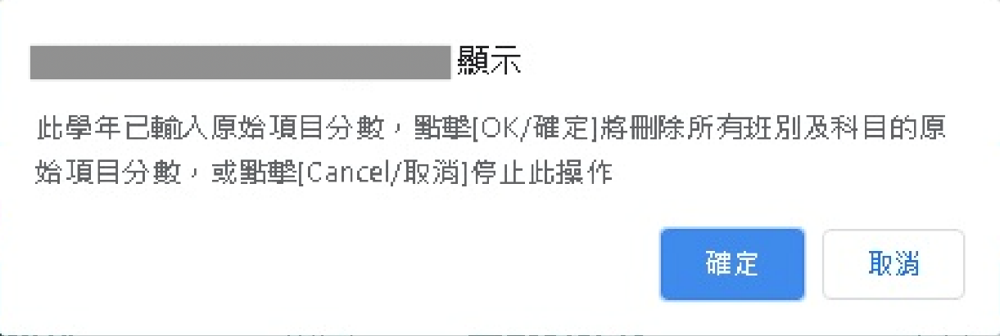 顯示
此學年已輸入原始項目分數，點擊[OK/確定]將刪除所有班別及科目的原
始項目分數，或點擊[Cancel/取消]停止此操作
確定
取消